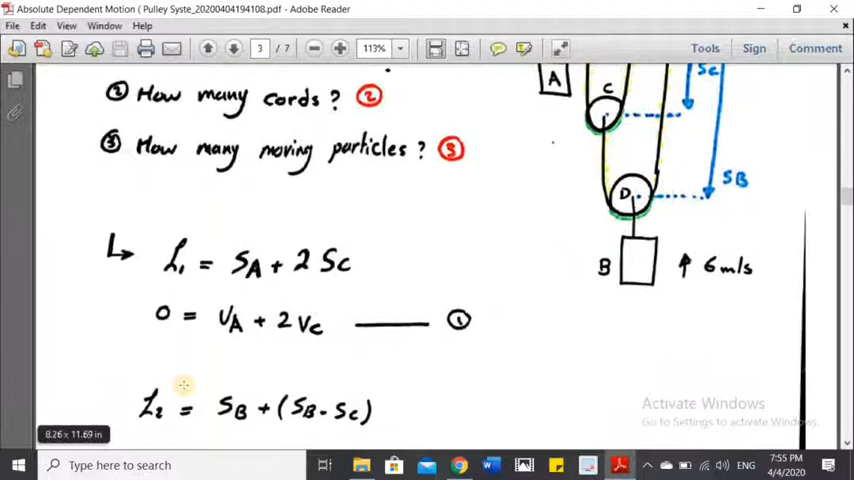 Absolute Dependent Motion ( Pulley Syste_20200404194108.pdf - Adobe Reader
File Edit View Window Help
3 / 7 113% Tools Sign Comment
② How many cords ? ②
③ How many moving particles ? ③
A
C
Sc
D
SB
B
6 m/s
L1 = SA + 2 Sc
0 = VA + 2 Vc ——— ①
L2 = SB + (SB - Sc)
8.26 x 11.69 in
Activate Windows
Go to Settings to activate Windows.
Type here to search
ENG
7:55 PM
4/4/2020